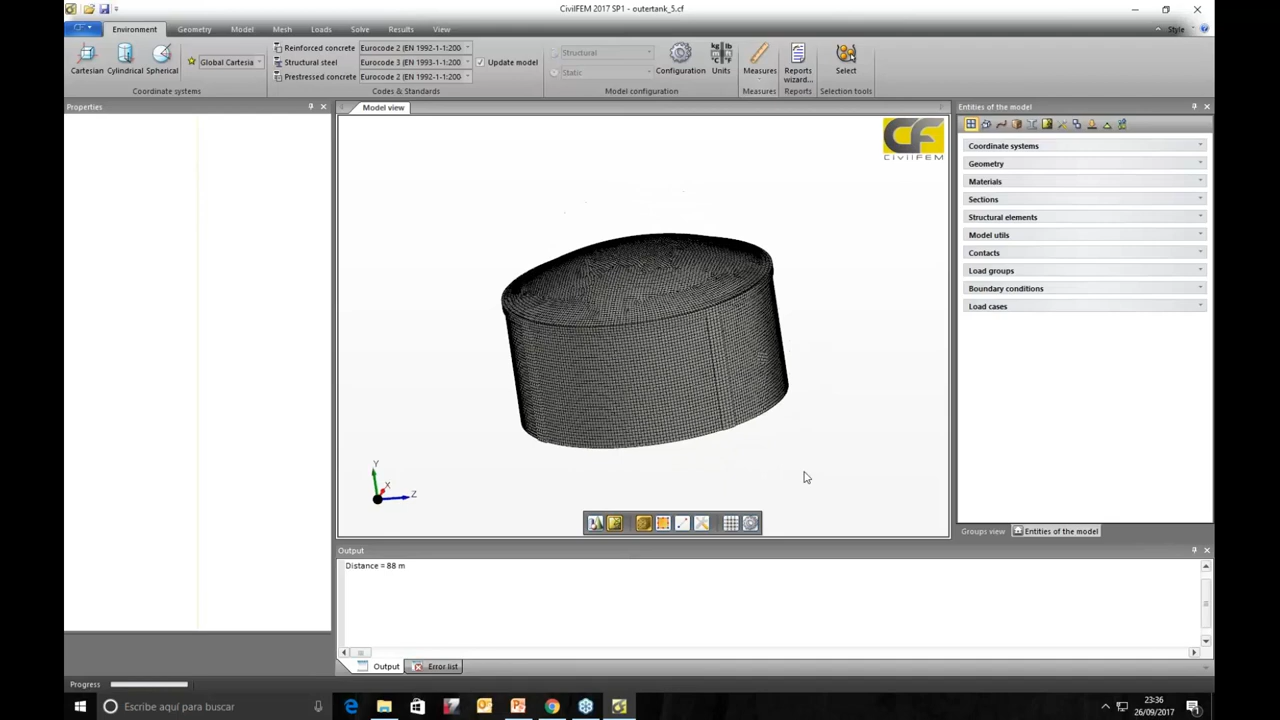 CivilFEM 2017 SP1 - outertank_5.cf
Environment Geometry Model Mesh Loads Solve Results View Style
Cartesian Cylindrical Spherical
Global Cartesia
Coordinate systems
Reinforced concrete Eurocode 2 (EN 1992-1-1:200
Structural steel Eurocode 3 (EN 1993-1-1:200
Prestressed concrete Eurocode 2 (EN 1992-1-1:200
Update model
Codes & Standards
Structural
Static
Configuration Units
Model configuration
Measures
Measures
Reports
wizard...
Reports
Select
Selection tools
Properties
Model view
CIVILFEM
Y
X
Z
Entities of the model
Coordinate systems
Geometry
Materials
Sections
Structural elements
Model utils
Contacts
Load groups
Boundary conditions
Load cases
Groups view Entities of the model
Output
Distance = 88 m
Output Error list
Progress
Escribe aquí para buscar
23:36
26/09/2017